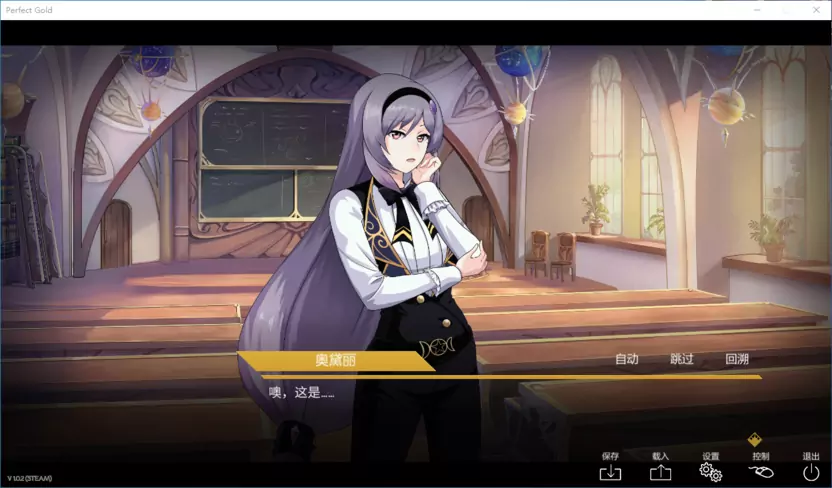 Perfect Gold
奥黛丽
自动 跳过 回溯
噢，这是……
保存 载入 设置 控制 退出
V 1.0.2 (STEAM)